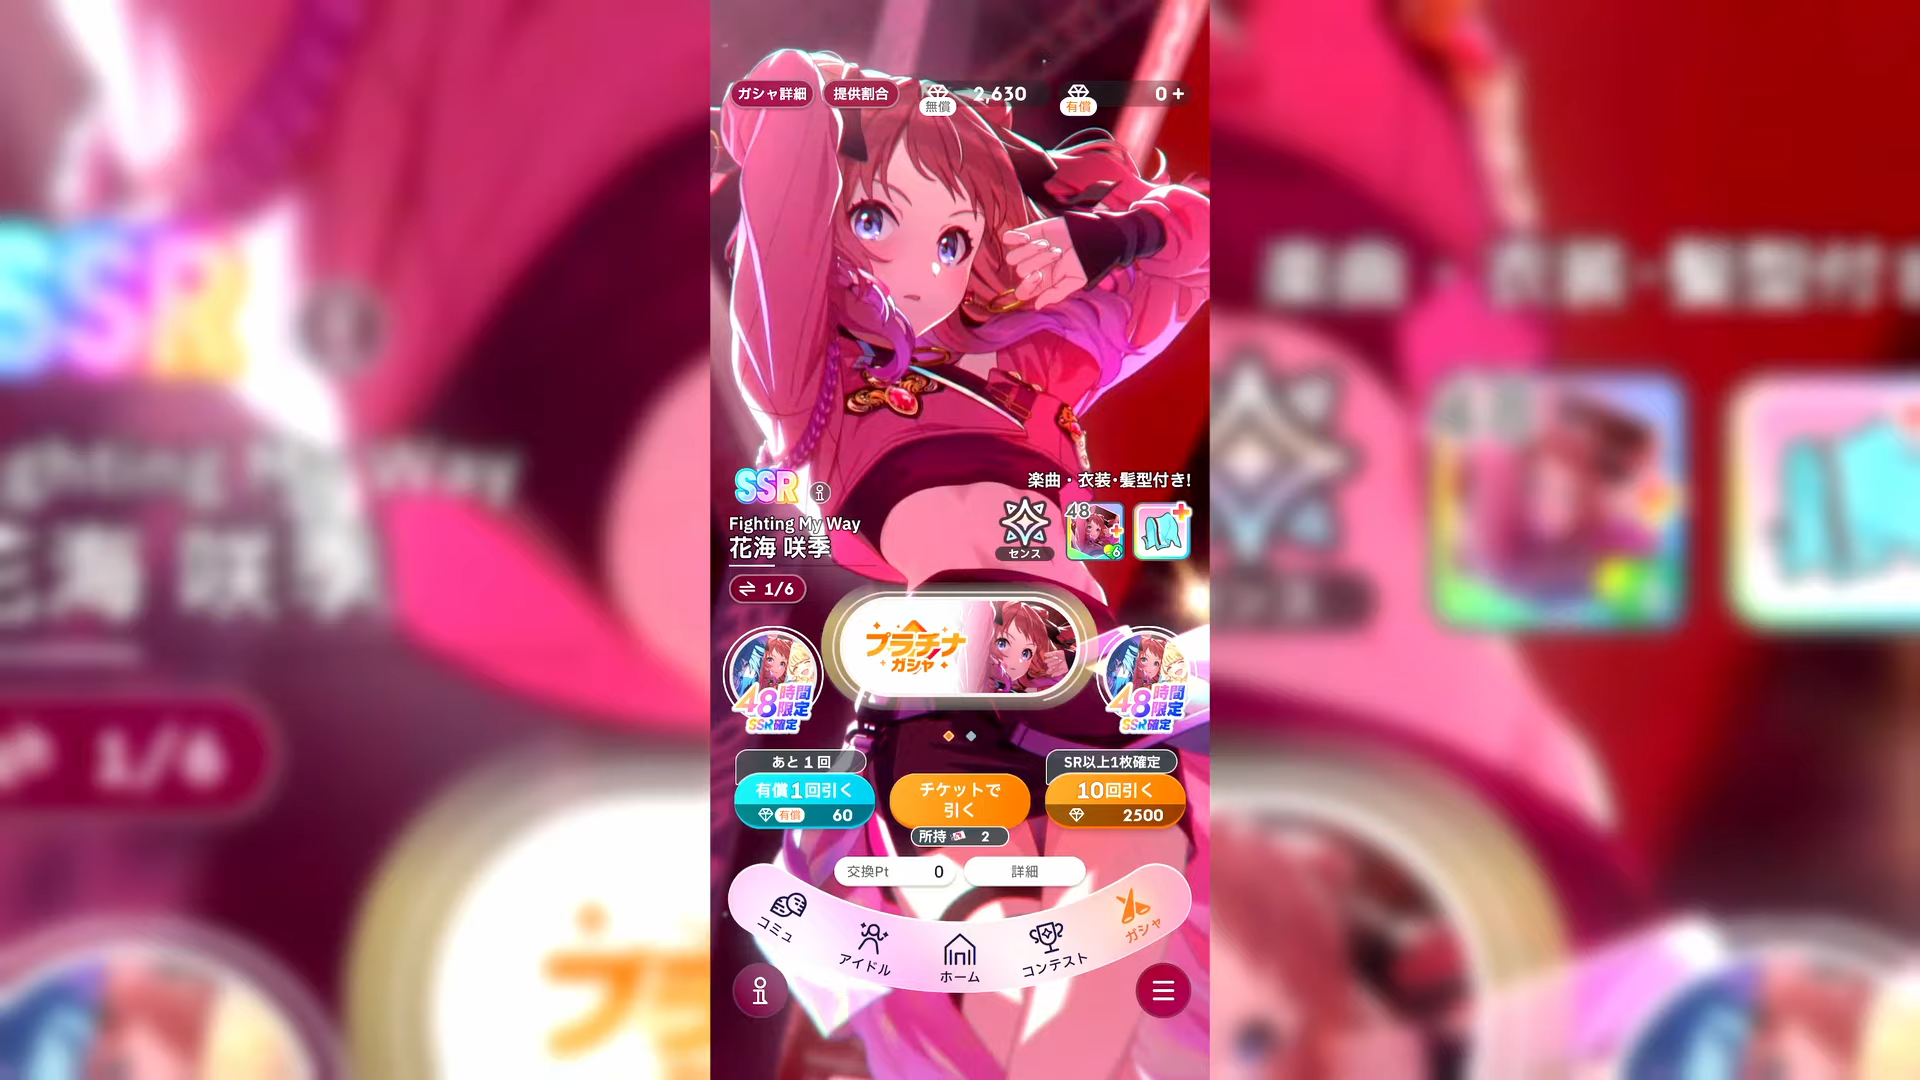 ガシャ詳細
提供割合
無償
2,630
有償
0+
SSR
楽曲・衣装・髪型付き!
Fighting My Way
花海 咲季
センス
48
6
1/6
プラチナ
ガシャ
48時間
限定
SSR確定
48時間
限定
SSR確定
あと1回
有償1回引く
有償 60
チケットで
引く
所持 2
SR以上1枚確定
10回引く
2500
交換Pt 0
詳細
コミュ
アイドル
ホーム
コンテスト
ガシャ